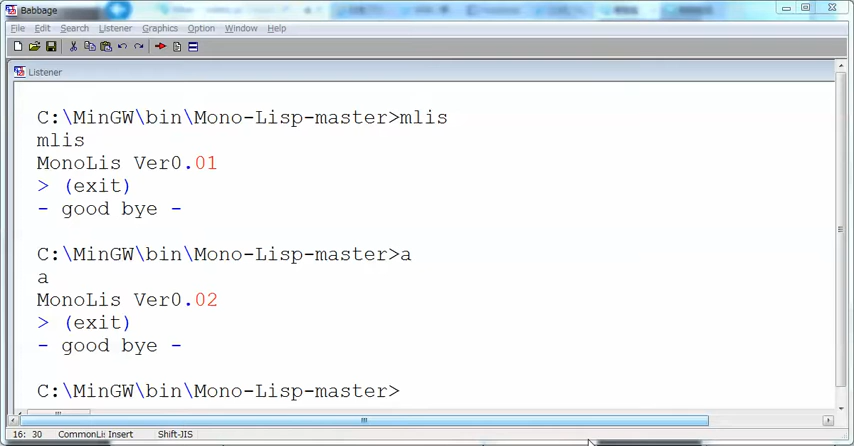 Babbage
File Edit Search Listener Graphics Option Window Help
Listener
C:\MinGW\bin\Mono-Lisp-master>mlis
mlis
MonoLis Ver0.01
> (exit)
- good bye -
C:\MinGW\bin\Mono-Lisp-master>a
a
MonoLis Ver0.02
> (exit)
- good bye -
C:\MinGW\bin\Mono-Lisp-master>
16: 30 CommonLis Insert Shift-JIS